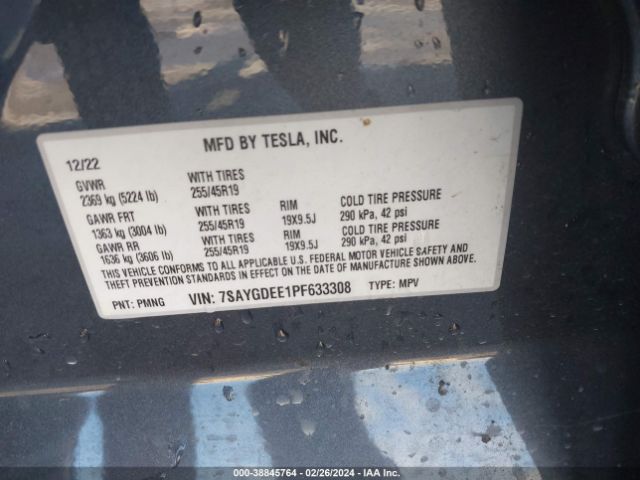 MFD BY TESLA, INC.
12/22
GVWR WITH TIRES
2369 kg (5224 lb) 255/45R19
GAWR FRT WITH TIRES RIM COLD TIRE PRESSURE
1363 kg (3004 lb) 255/45R19 19X9.5J 290 kPa, 42 psi
GAWR RR WITH TIRES RIM COLD TIRE PRESSURE
1636 kg (3606 lb) 255/45R19 19X9.5J 290 kPa, 42 psi
THIS VEHICLE CONFORMS TO ALL APPLICABLE U.S. FEDERAL MOTOR VEHICLE SAFETY AND
THEFT PREVENTION STANDARDS IN EFFECT ON THE DATE OF MANUFACTURE SHOWN ABOVE.
PNT: PMNG VIN: 7SAYGDEE1PF633308 TYPE: MPV
000-38845764 - 02/26/2024 - IAA Inc.